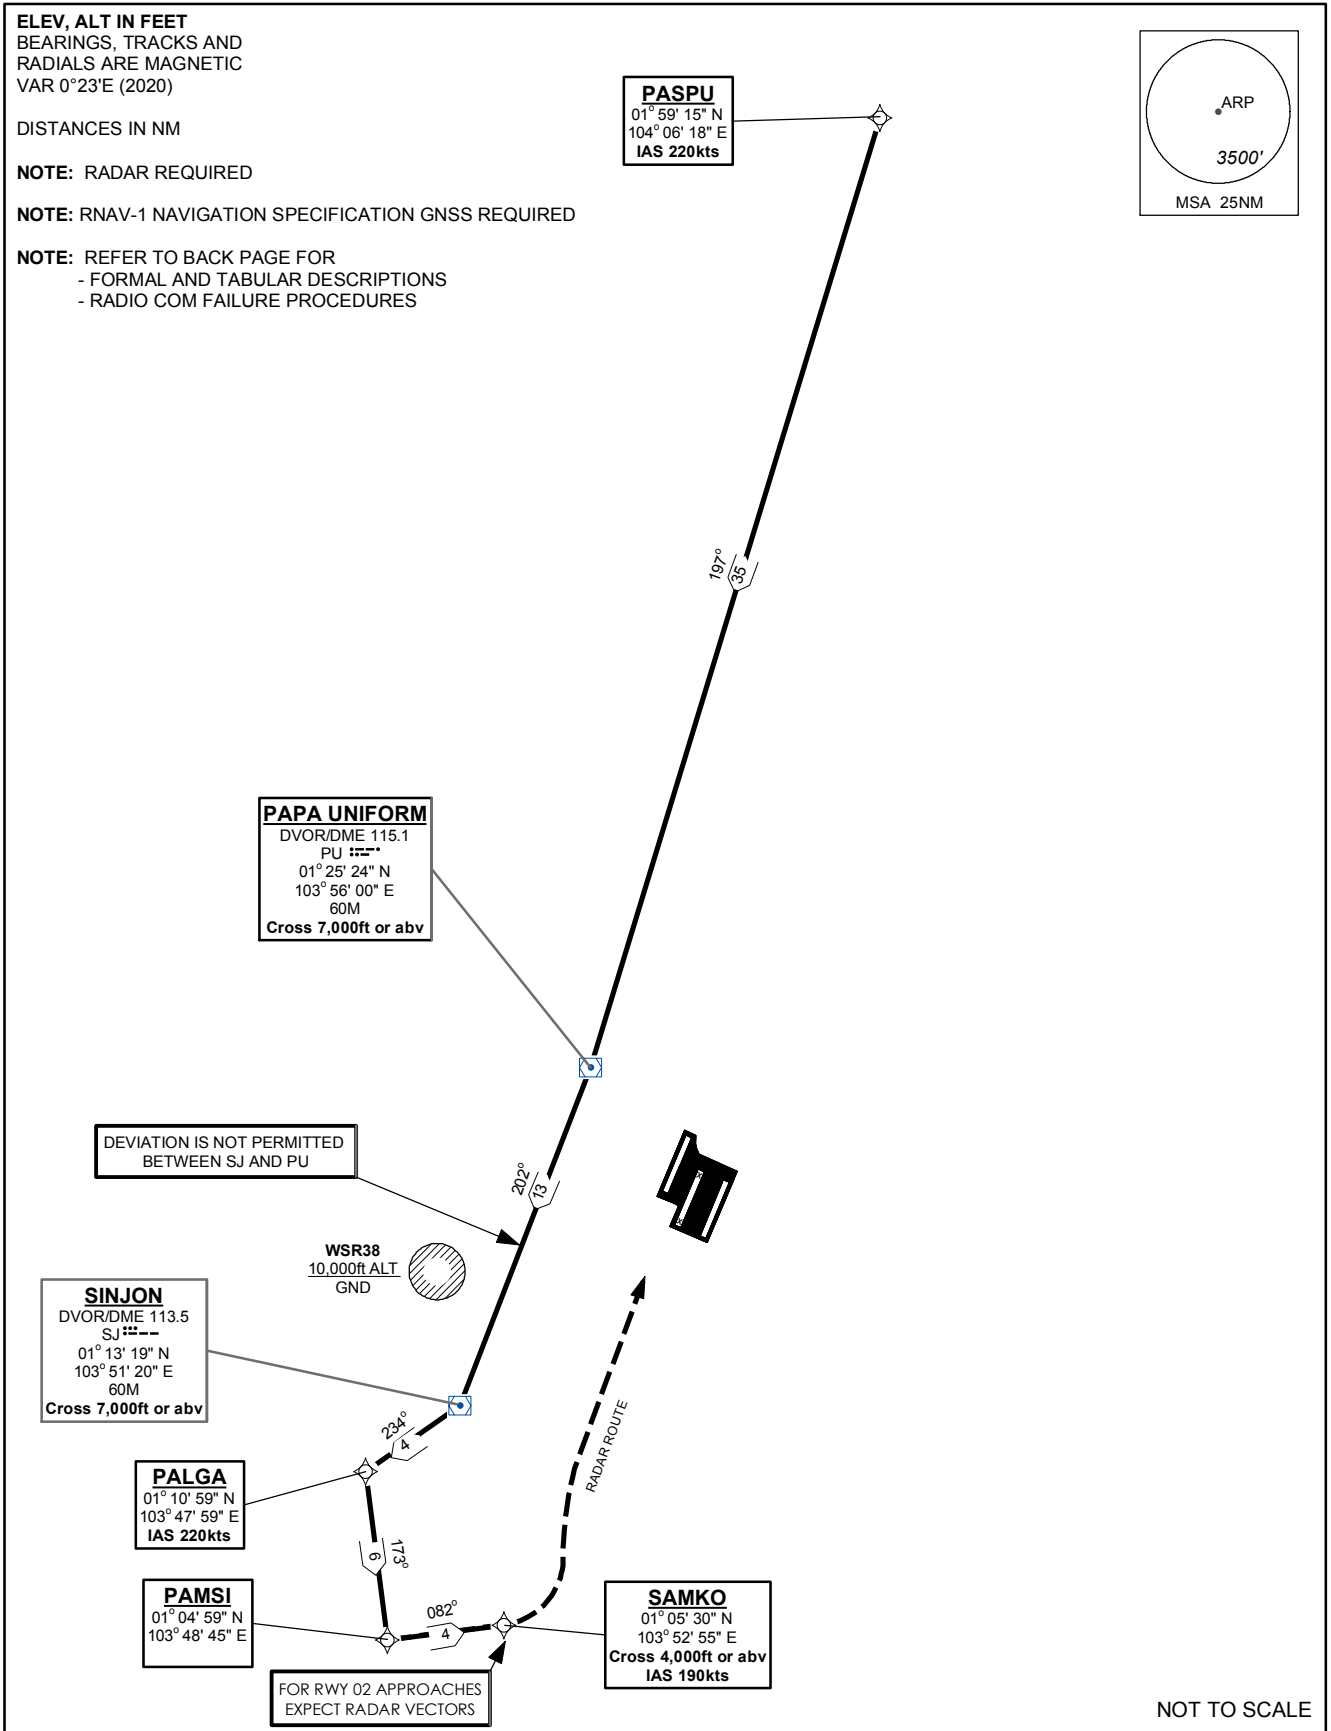 ELEV, ALT IN FEET
BEARINGS, TRACKS AND
RADIALS ARE MAGNETIC
VAR 0°23'E (2020)
DISTANCES IN NM
NOTE: RADAR REQUIRED
NOTE: RNAV-1 NAVIGATION SPECIFICATION GNSS REQUIRED
NOTE: REFER TO BACK PAGE FOR
- FORMAL AND TABULAR DESCRIPTIONS
- RADIO COM FAILURE PROCEDURES
PASPU
01° 59' 15" N
104° 06' 18" E
IAS 220kts
ARP
3500'
MSA 25NM
197°
35
PAPA UNIFORM
DVOR/DME 115.1
PU
01° 25' 24" N
103° 56' 00" E
60M
Cross 7,000ft or abv
DEVIATION IS NOT PERMITTED
BETWEEN SJ AND PU
202°
13
WSR38
10,000ft ALT
GND
SINJON
DVOR/DME 113.5
SJ
01° 13' 19" N
103° 51' 20" E
60M
Cross 7,000ft or abv
234°
4
RADAR ROUTE
PALGA
01° 10' 59" N
103° 47' 59" E
IAS 220kts
173°
6
PAMSI
01° 04' 59" N
103° 48' 45" E
082°
4
SAMKO
01° 05' 30" N
103° 52' 55" E
Cross 4,000ft or abv
IAS 190kts
FOR RWY 02 APPROACHES
EXPECT RADAR VECTORS
NOT TO SCALE